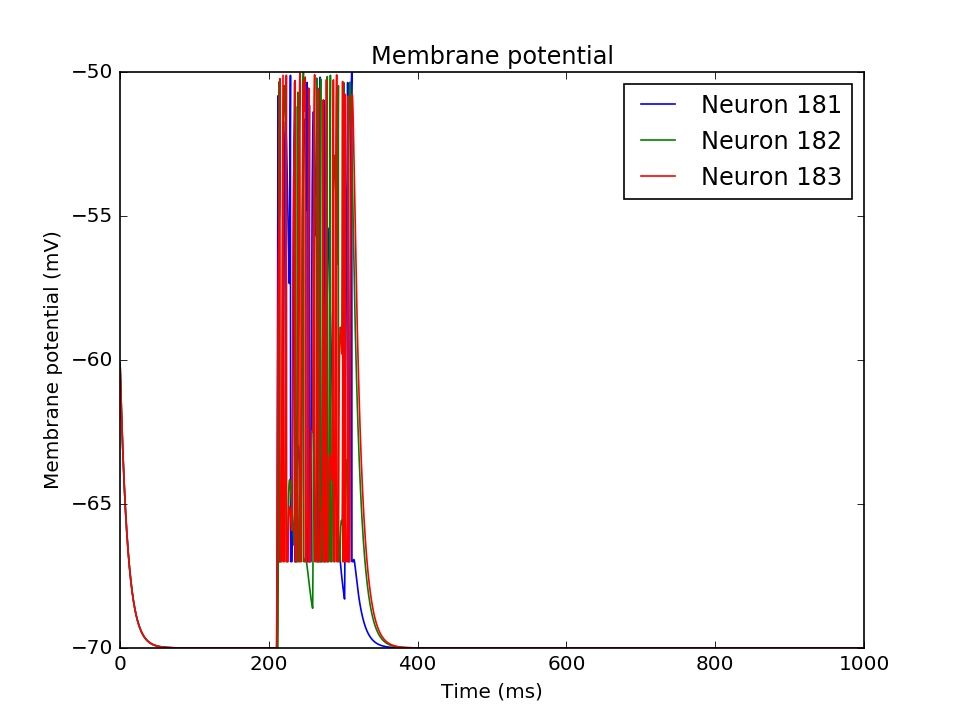 Membrane potential
−50
−55
−60
−65
−70
Membrane potential (mV)
Neuron 181
Neuron 182
Neuron 183
0 200 400 600 800 1000
Time (ms)